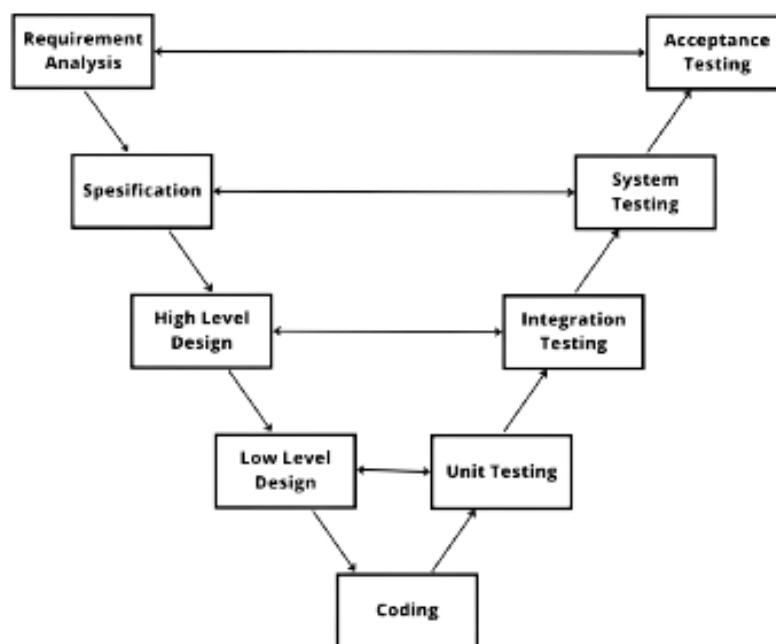 Requirement
Analysis
Acceptance
Testing
Spesification
System
Testing
High Level
Design
Integration
Testing
Low Level
Design
Unit Testing
Coding